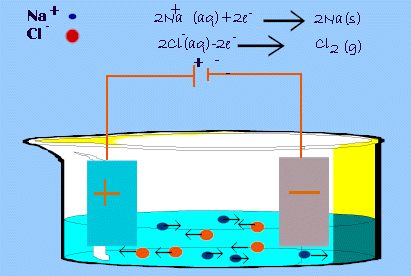 Na+ 2Na+ (aq)+2e- → 2Na(s)
Cl- 2Cl-(aq)-2e- → Cl2 (g)
+ -
-
+ −